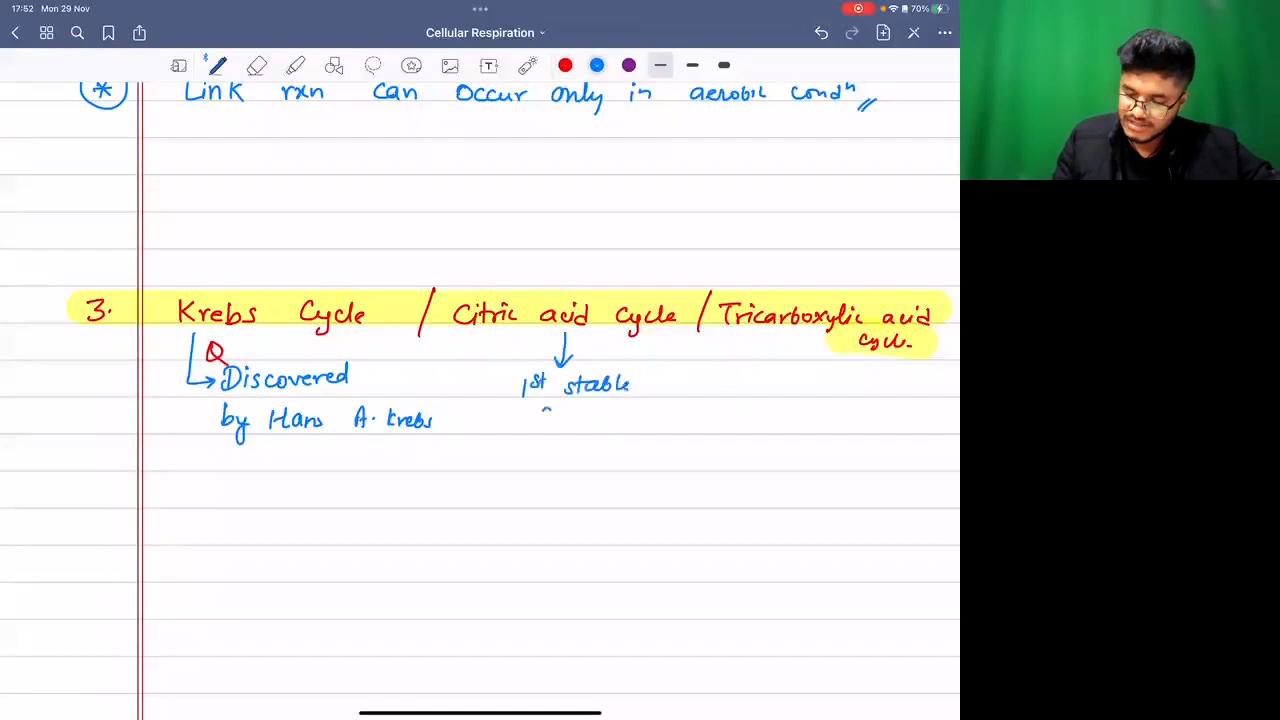 17:52 Mon 29 Nov
70%
Cellular Respiration
* Link rxn can occur only in aerobic condn
3. Krebs Cycle / Citric acid cycle / Tricarboxylic acid
cycle
Q
Discovered
by Hans A. Krebs
1st stable